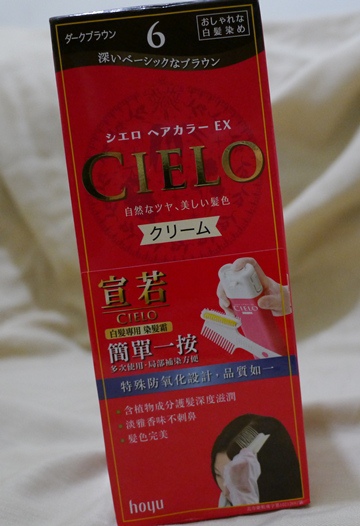 ダークブラウン
6
おしゃれな
白髪染め
深いベーシックなブラウン
シエロ ヘアカラー EX
CIELO
自然なツヤ、美しい髪色
クリーム
宣若
CIELO
白髮專用 染髮霜
簡單一按
多次使用·局部補染方便
特殊防氧化設計·品質如一
·含植物成分護髮深度滋潤
·淡雅香味不刺鼻
·髮色完美
hoyu